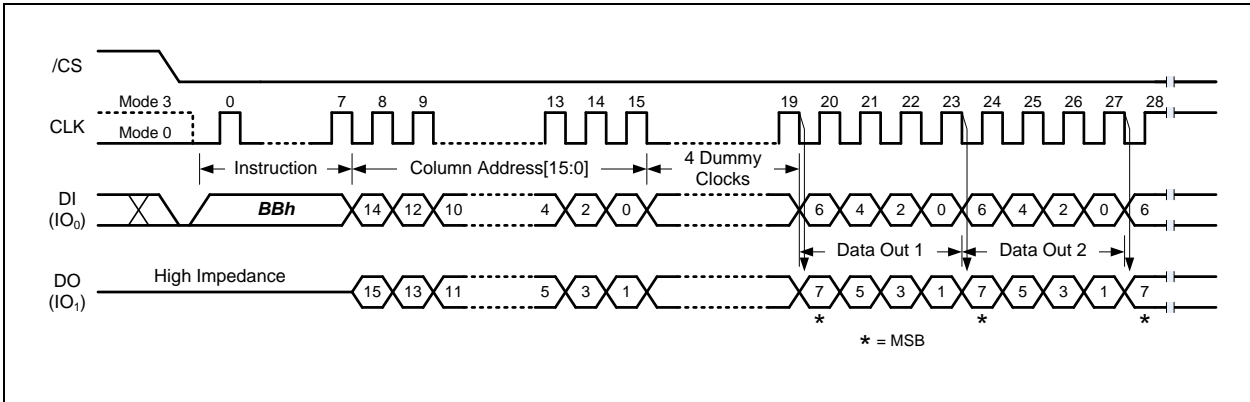 /CS
Mode 3 0 7 8 9 13 14 15 19 20 21 22 23 24 25 26 27 28
CLK
Mode 0
Instruction Column Address[15:0] 4 Dummy
Clocks
DI
(IO0) BBh 14 12 10 4 2 0 6 4 2 0 6 4 2 0 6
Data Out 1 Data Out 2
High Impedance
DO
(IO1) 15 13 11 5 3 1 7 5 3 1 7 5 3 1 7
* * *
* = MSB